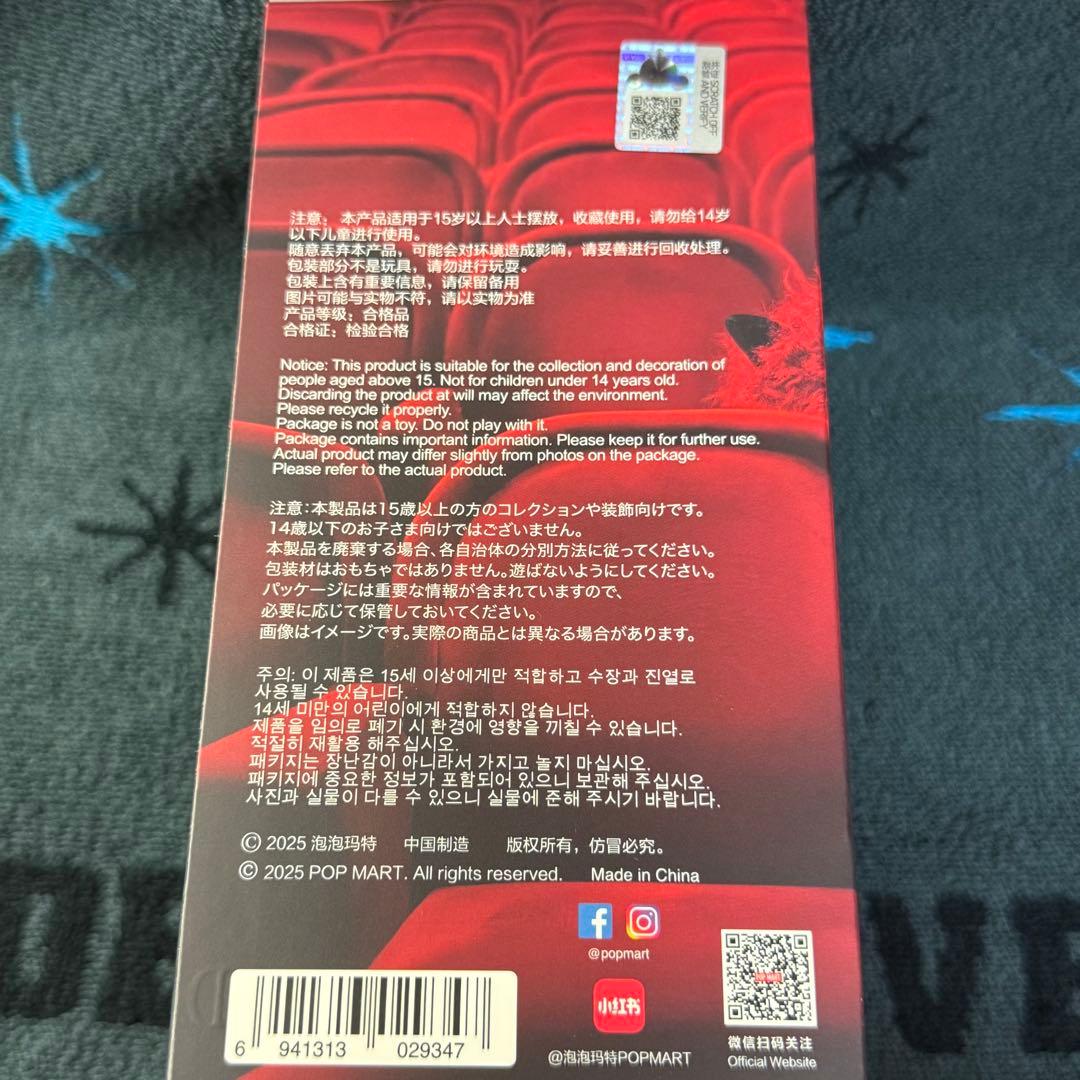 共创 SCRATCH OFF
刮验 AND VERIFY
注意： 本产品适用于15岁以上人士摆放，收藏使用，请勿给14岁
以下儿童进行使用。
随意丢弃本产品，可能会对环境造成影响，请妥善进行回收处理。
包装部分不是玩具，请勿进行玩耍。
包装上含有重要信息，请保留备用
图片可能与实物不符，请以实物为准
产品等级：合格品
合格证：检验合格
Notice: This product is suitable for the collection and decoration of
people aged above 15. Not for children under 14 years old.
Discarding the product at will may affect the environment.
Please recycle it properly.
Package is not a toy. Do not play with it.
Package contains important information. Please keep it for further use.
Actual product may differ slightly from photos on the package.
Please refer to the actual product.
注意：本製品は15歳以上の方のコレクションや装飾向けです。
14歳以下のお子さま向けではございません。
本製品を廃棄する場合、各自治体の分別方法に従ってください。
包装材はおもちゃではありません。遊ばないようにしてください。
パッケージには重要な情報が含まれていますので、
必要に応じて保管しておいてください。
画像はイメージです。実際の商品とは異なる場合があります。
주의: 이 제품은 15세 이상에게만 적합하고 수장과 진열로
사용될 수 있습니다.
14세 미만의 어린이에게 적합하지 않습니다.
제품을 임의로 폐기 시 환경에 영향을 끼칠 수 있습니다.
적절히 재활용 해주십시오.
패키지는 장난감이 아니라서 가지고 놀지 마십시오.
패키지에 중요한 정보가 포함되어 있으니 보관해 주십시오.
사진과 실물이 다를 수 있으니 실물에 준해 주시기 바랍니다.
© 2025 泡泡玛特 中国制造 版权所有，仿冒必究。
© 2025 POP MART. All rights reserved. Made in China
@popmart
POP MART
小红书
6 941313 029347
@泡泡玛特POPMART
微信扫码关注
Official Website